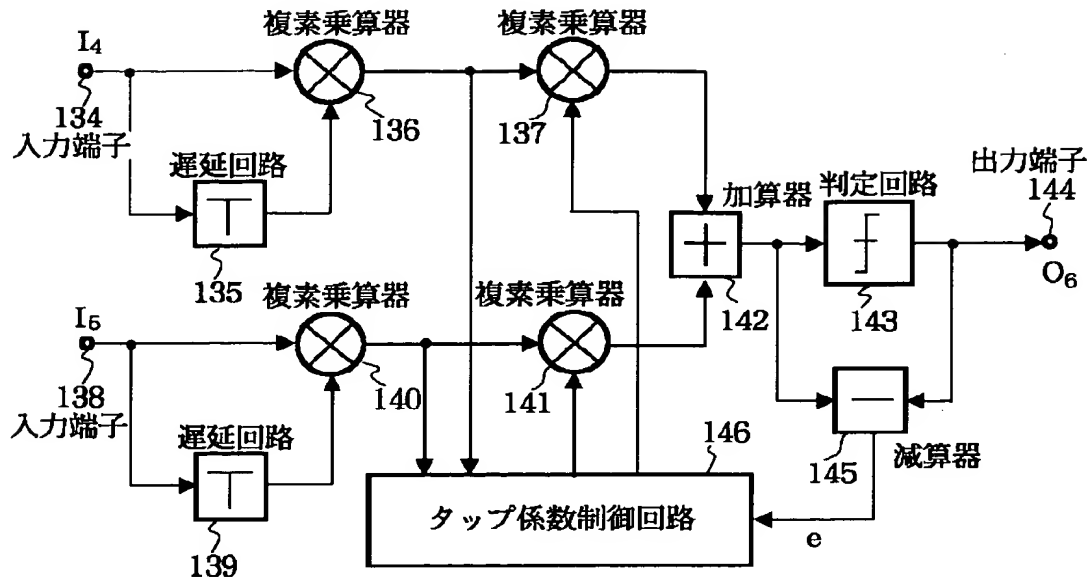 複素乗算器
複素乗算器
I4
134
入力端子
136
137
遅延回路
135
加算器
判定回路
出力端子
144
O6
142
143
複素乗算器
複素乗算器
I5
138
入力端子
140
141
遅延回路
139
146
タップ係数制御回路
145
減算器
e
T
T